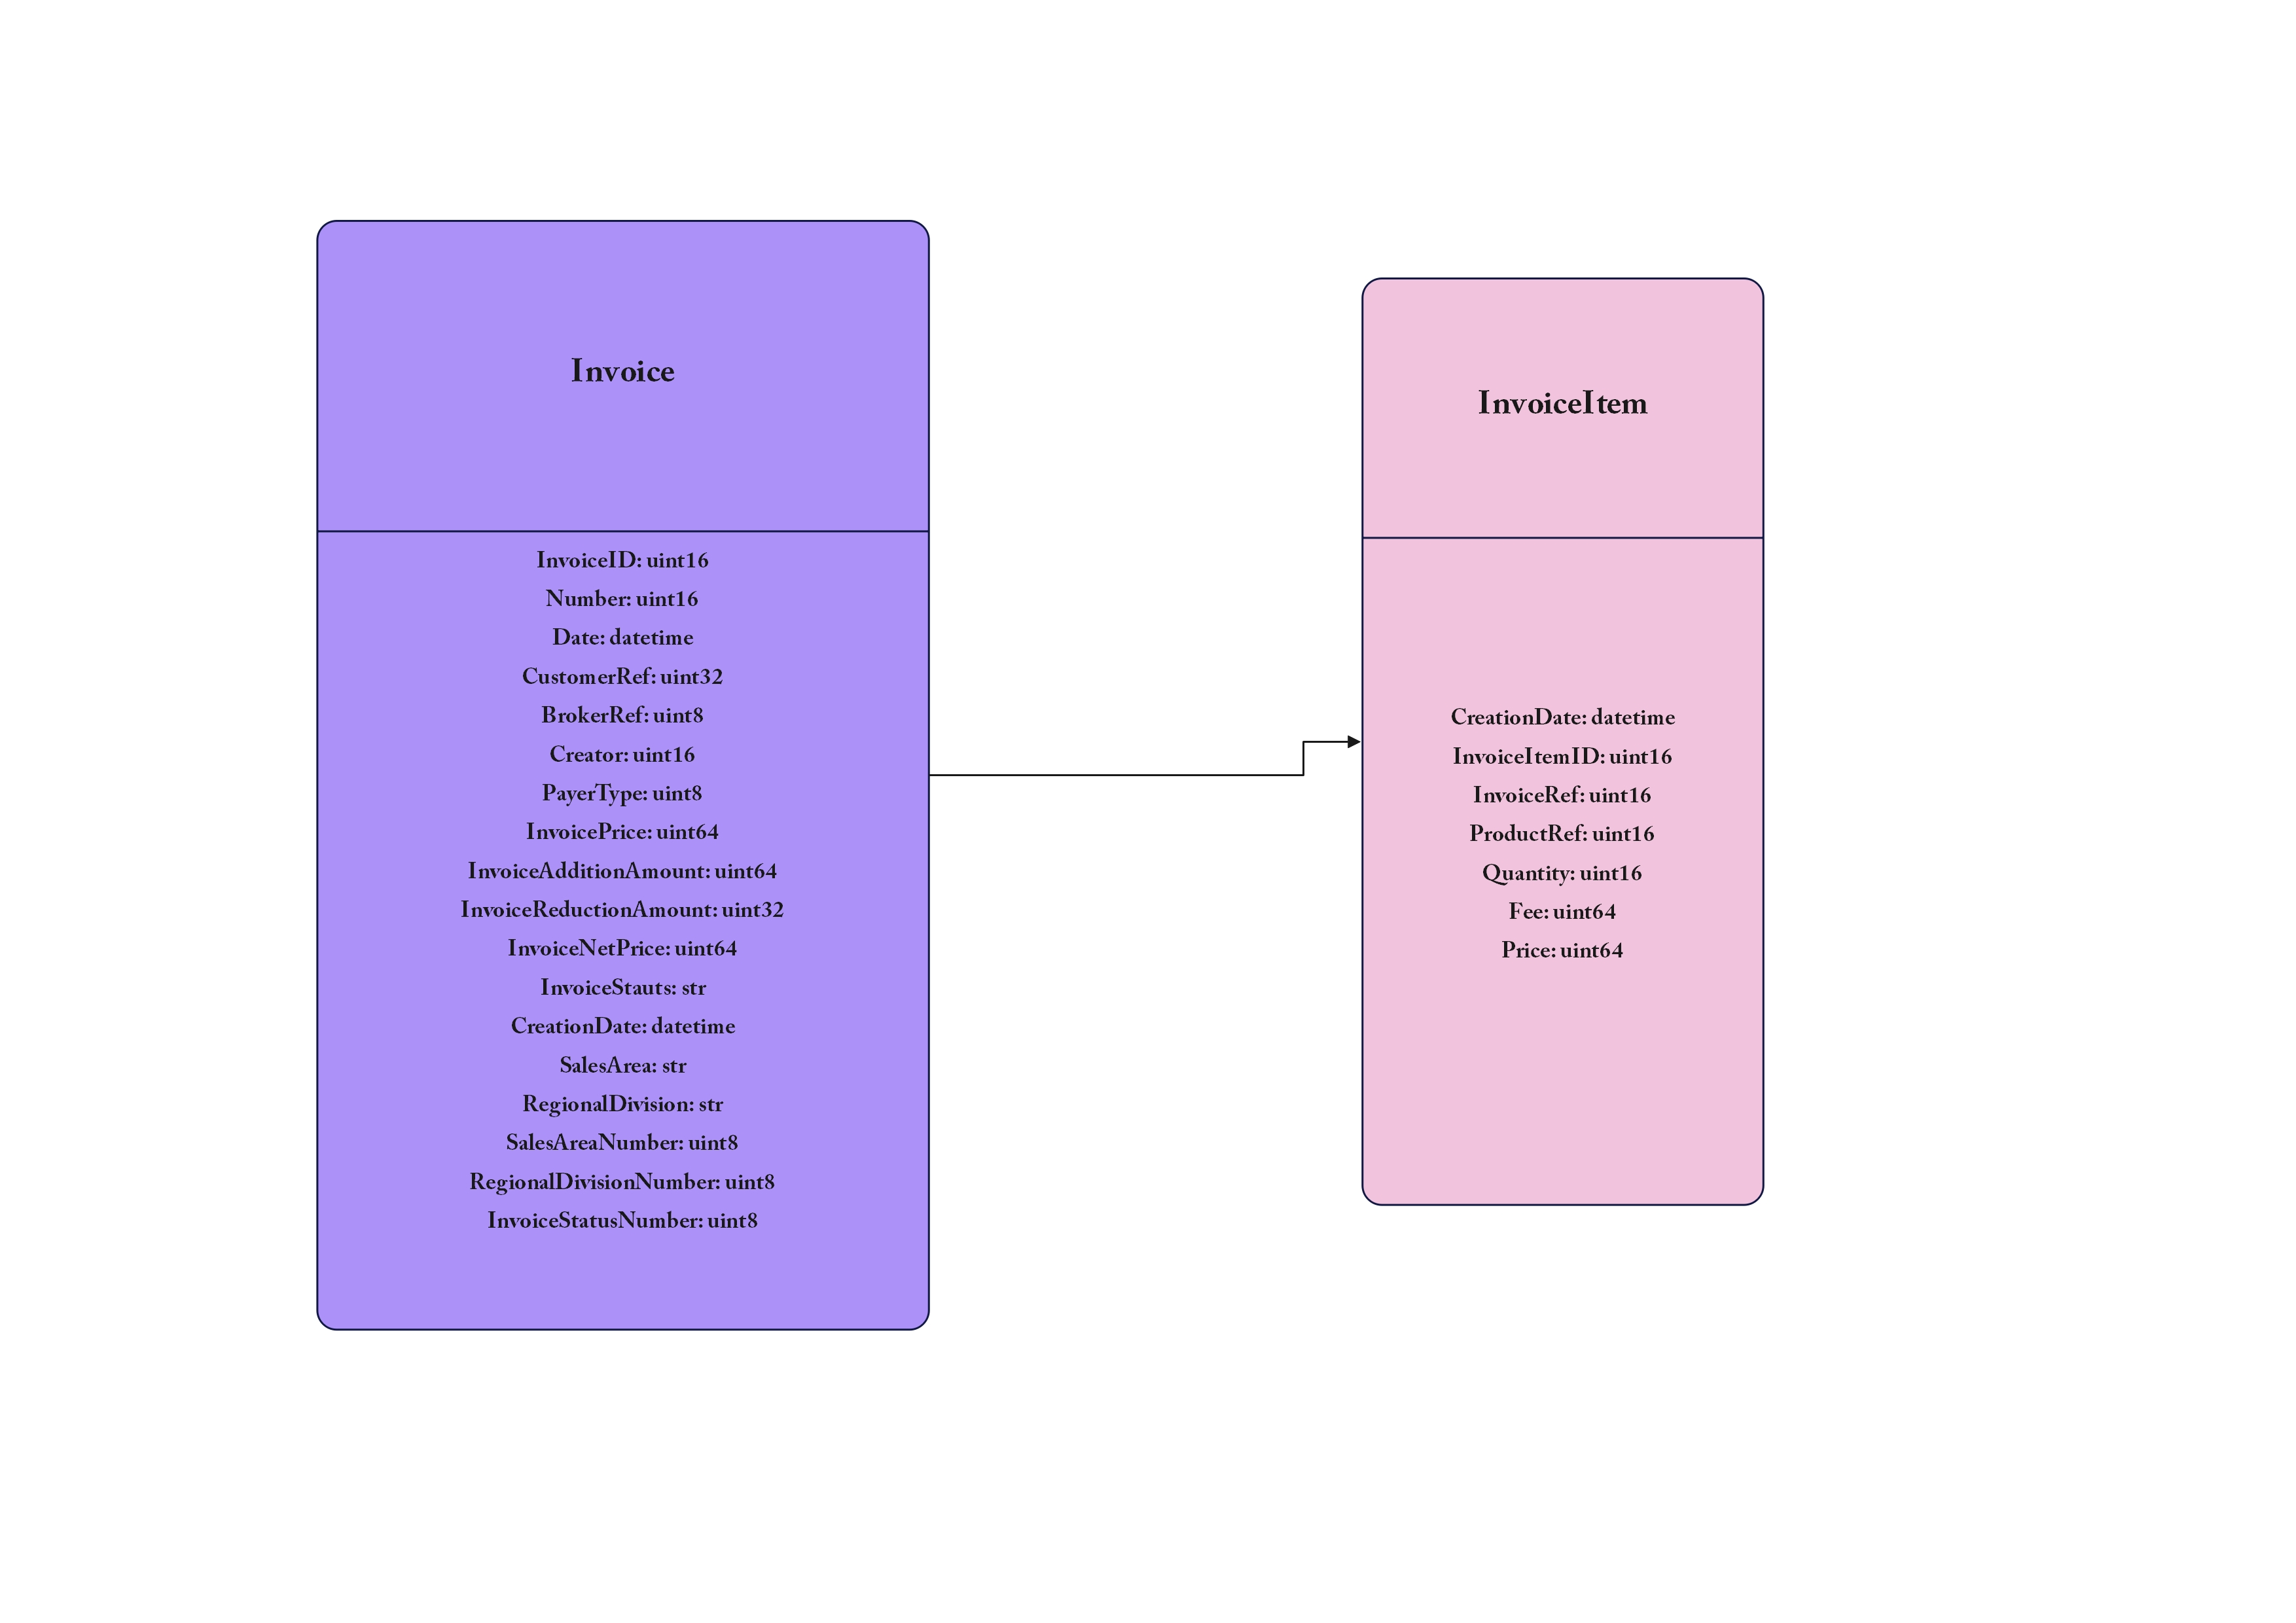 Invoice
InvoiceID: uint16
Number: uint16
Date: datetime
CustomerRef: uint32
BrokerRef: uint8
Creator: uint16
PayerType: uint8
InvoicePrice: uint64
InvoiceAdditionAmount: uint64
InvoiceReductionAmount: uint32
InvoiceNetPrice: uint64
InvoiceStauts: str
CreationDate: datetime
SalesArea: str
RegionalDivision: str
SalesAreaNumber: uint8
RegionalDivisionNumber: uint8
InvoiceStatusNumber: uint8
InvoiceItem
CreationDate: datetime
InvoiceItemID: uint16
InvoiceRef: uint16
ProductRef: uint16
Quantity: uint16
Fee: uint64
Price: uint64